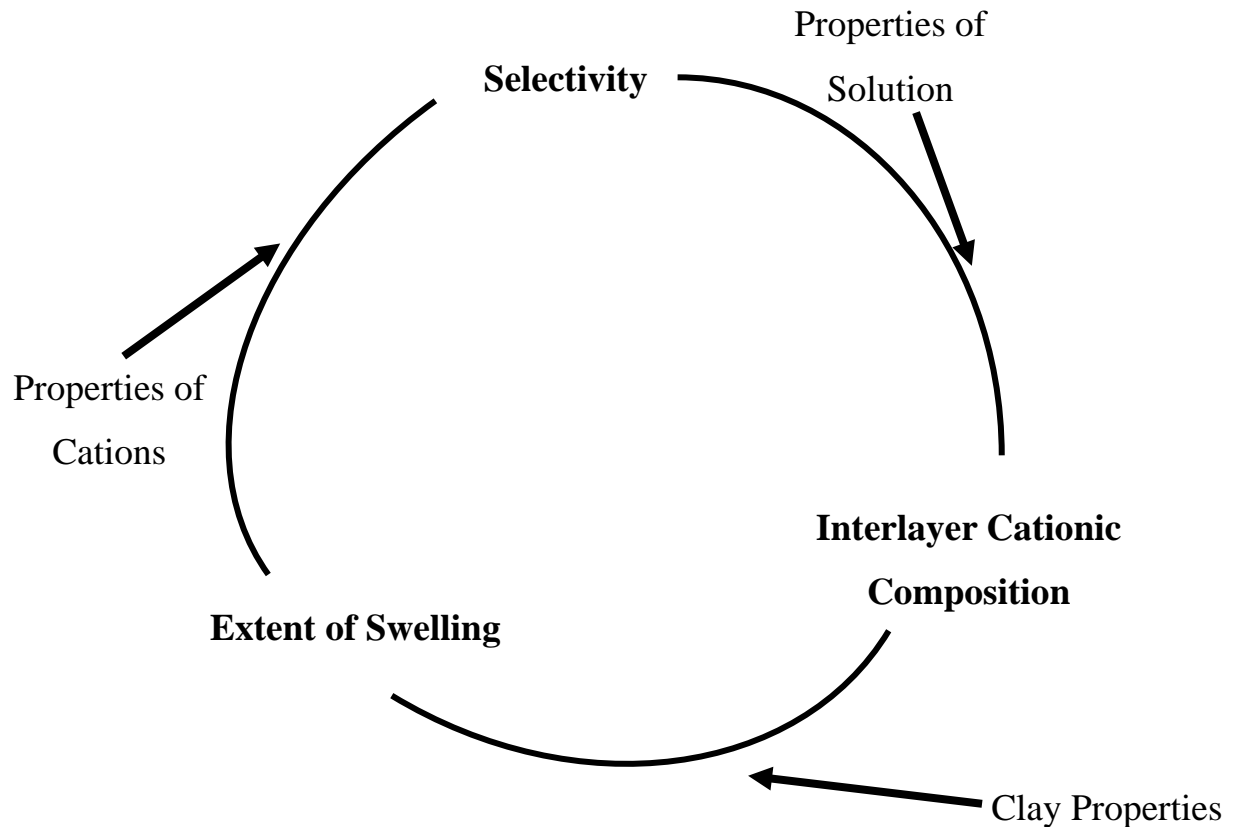 Properties of
Solution
Selectivity
Properties of
Cations
Interlayer Cationic
Composition
Extent of Swelling
Clay Properties